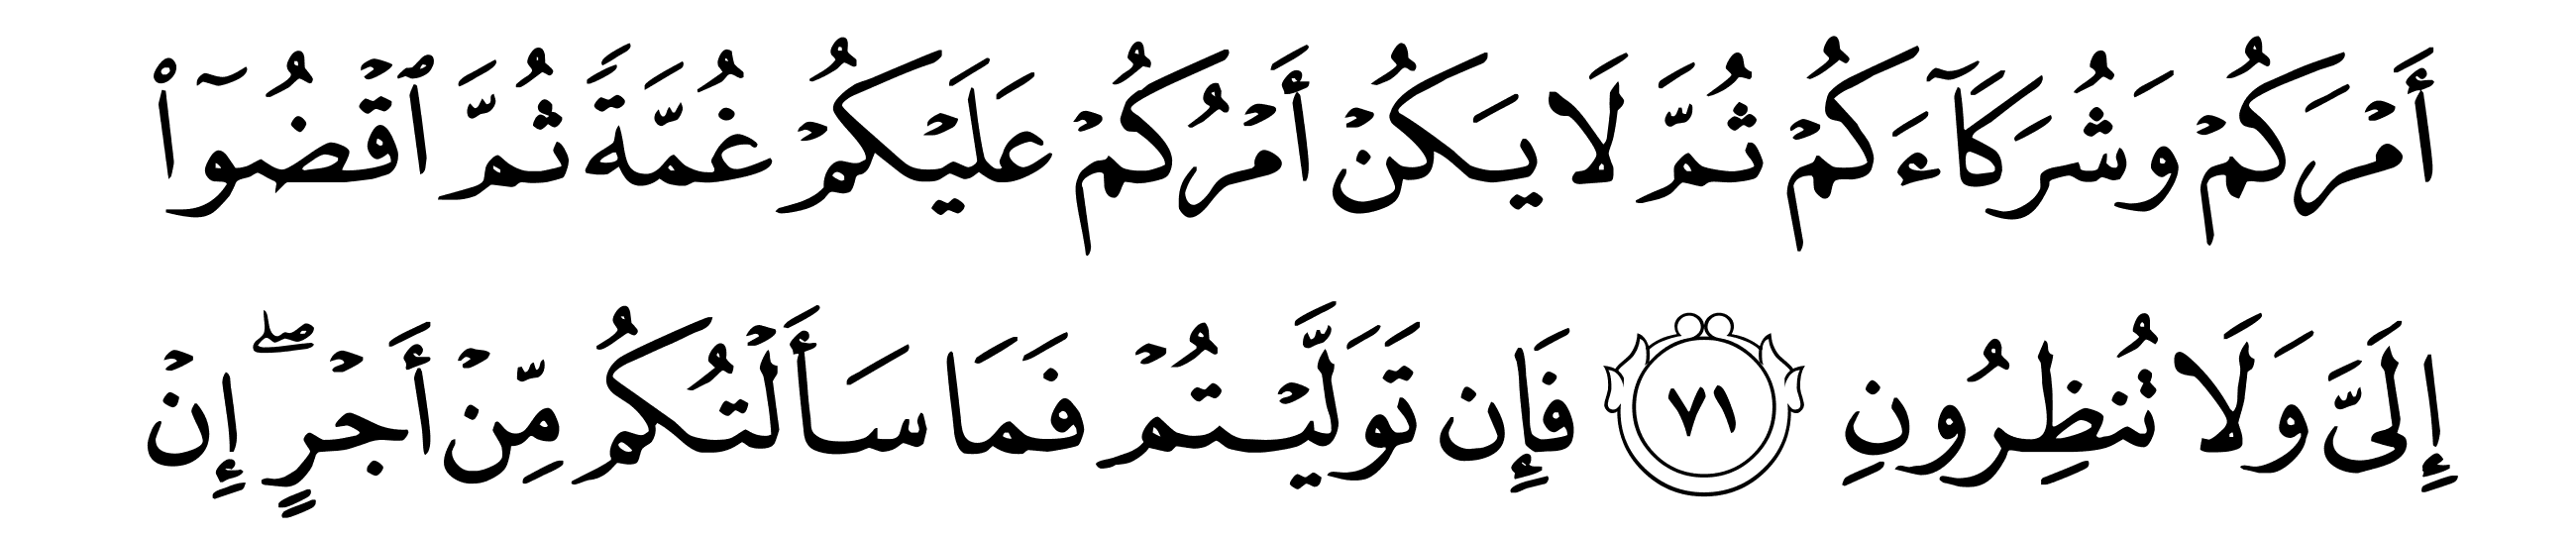 أَمۡرَكُمۡ وَشُرَكَآءَكُمۡ ثُمَّ لَا يَكُنۡ أَمۡرُكُمۡ عَلَيۡكُمۡ غُمَّةٗ ثُمَّ ٱقۡضُوٓاْ
إِلَيَّ وَلَا تُنظِرُونِ ٧١ فَإِن تَوَلَّيۡتُمۡ فَمَا سَأَلۡتُكُم مِّنۡ أَجۡرٍۖ إِنۡ